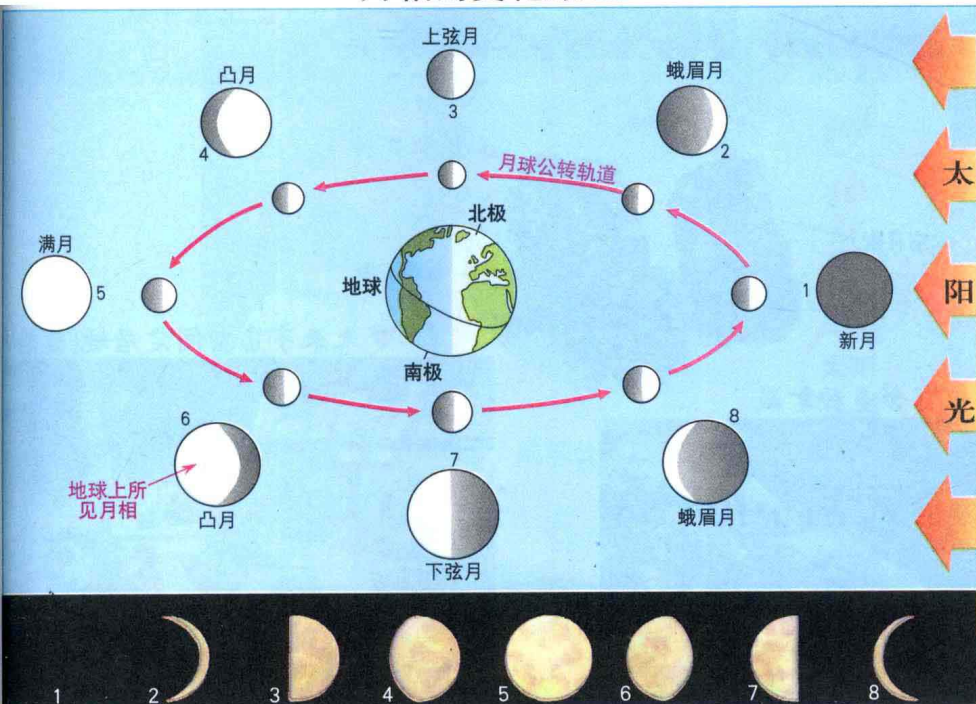 上弦月
3
凸月
4
蛾眉月
2
月球公转轨道
北极
满月
5
地球
1
新月
南极
6
地球上所
见月相
凸月
7
下弦月
8
蛾眉月
太
阳
光
1
2
3
4
5
6
7
8